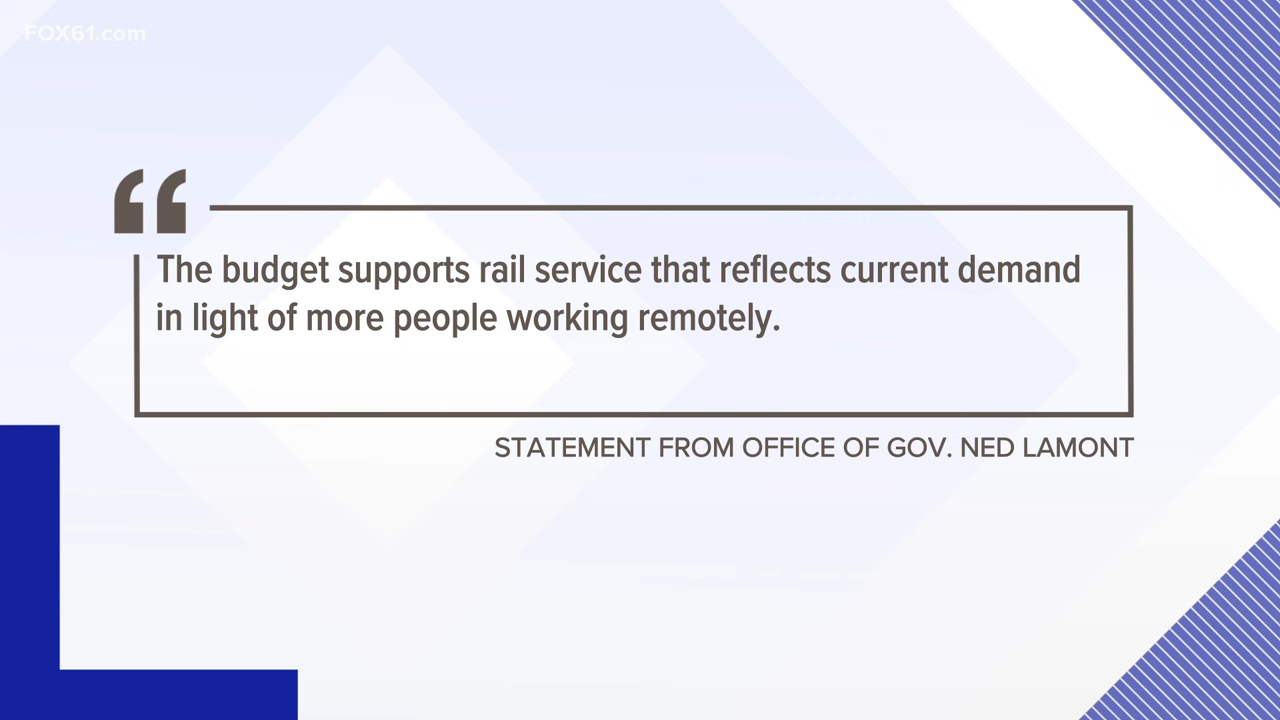 FOX61.com
“
The budget supports rail service that reflects current demand
in light of more people working remotely.
STATEMENT FROM OFFICE OF GOV. NED LAMONT